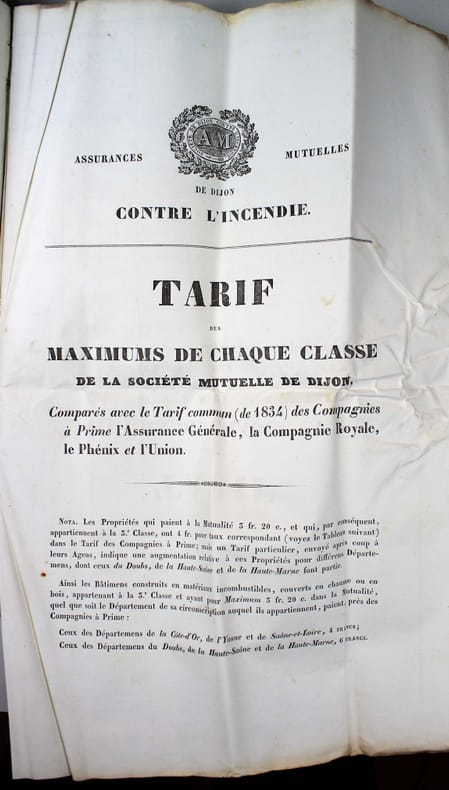 ASSURANCES MUTUELLES
AM
DE DIJON
CONTRE L'INCENDIE.
TARIF
DES
MAXIMUMS DE CHAQUE CLASSE
DE LA SOCIÉTÉ MUTUELLE DE DIJON,
Comparés avec le Tarif commun (de 1834) des Compagnies
à Prime l'Assurance Générale, la Compagnie Royale,
le Phénix et l'Union.
NOTA. Les Propriétés qui paient à la Mutualité 3 fr. 20 c., et qui, par conséquent,
appartiennent à la 3.e Classe, ont 4 fr. pour taux correspondant (voyez le Tableau suivant)
dans le Tarif des Compagnies à Prime; mais un Tarif particulier, envoyé après coup à
leurs Agens, indique une augmentation relative à ces Propriétés pour différens Départe-
mens, dont ceux du Doubs, de la Haute-Saône et de la Haute-Marne font partie.
Ainsi les Bâtimens construits en matériaux incombustibles, couverts en chaume ou en
bois, appartenant à la 3.e Classe et ayant pour Maximum 3 fr. 20 c. dans la Mutualité,
quel que soit le Département de sa circonscription auquel ils appartiennent, paient, près des
Compagnies à Prime :
Ceux des Départemens de la Côte-d'Or, de l'Yonne et de Saône-et-Loire, 4 FRANCS;
Ceux des Départemens du Doubs, de la Haute-Saône et de la Haute-Marne, 6 FRANCS.